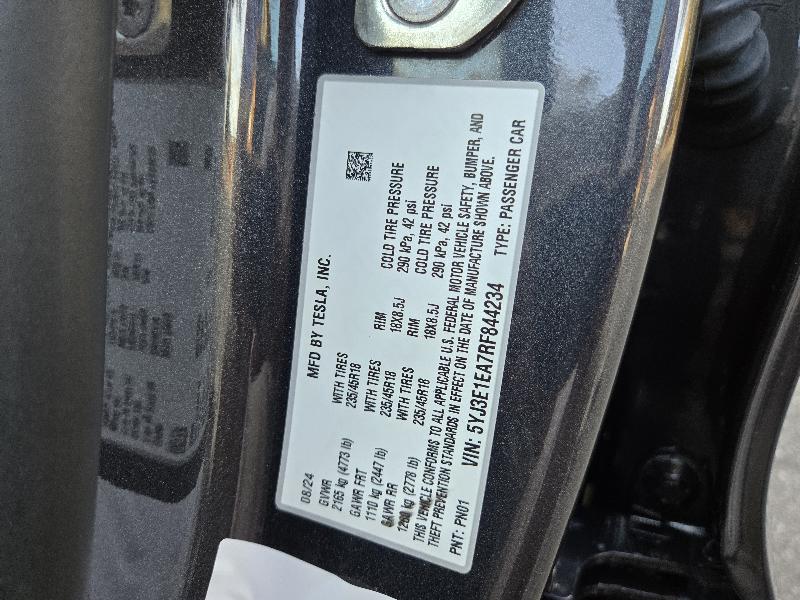 MFD BY TESLA, INC.
08/24
GVWR
2165 kg (4773 lb)
WITH TIRES
235/45R18
RIM
18X8.5J
COLD TIRE PRESSURE
290 kPa, 42 psi
GAWR FRT
1110 kg (2447 lb)
WITH TIRES
235/45R18
RIM
18X8.5J
COLD TIRE PRESSURE
290 kPa, 42 psi
GAWR RR
(2778 lb)
WITH TIRES
235/45R18
THIS VEHICLE CONFORMS TO ALL APPLICABLE U.S. FEDERAL MOTOR VEHICLE SAFETY, BUMPER, AND
THEFT PREVENTION STANDARDS IN EFFECT ON THE DATE OF MANUFACTURE SHOWN ABOVE.
PNT: PN01
VIN: 5YJ3E1EA7RF844234
TYPE: PASSENGER CAR